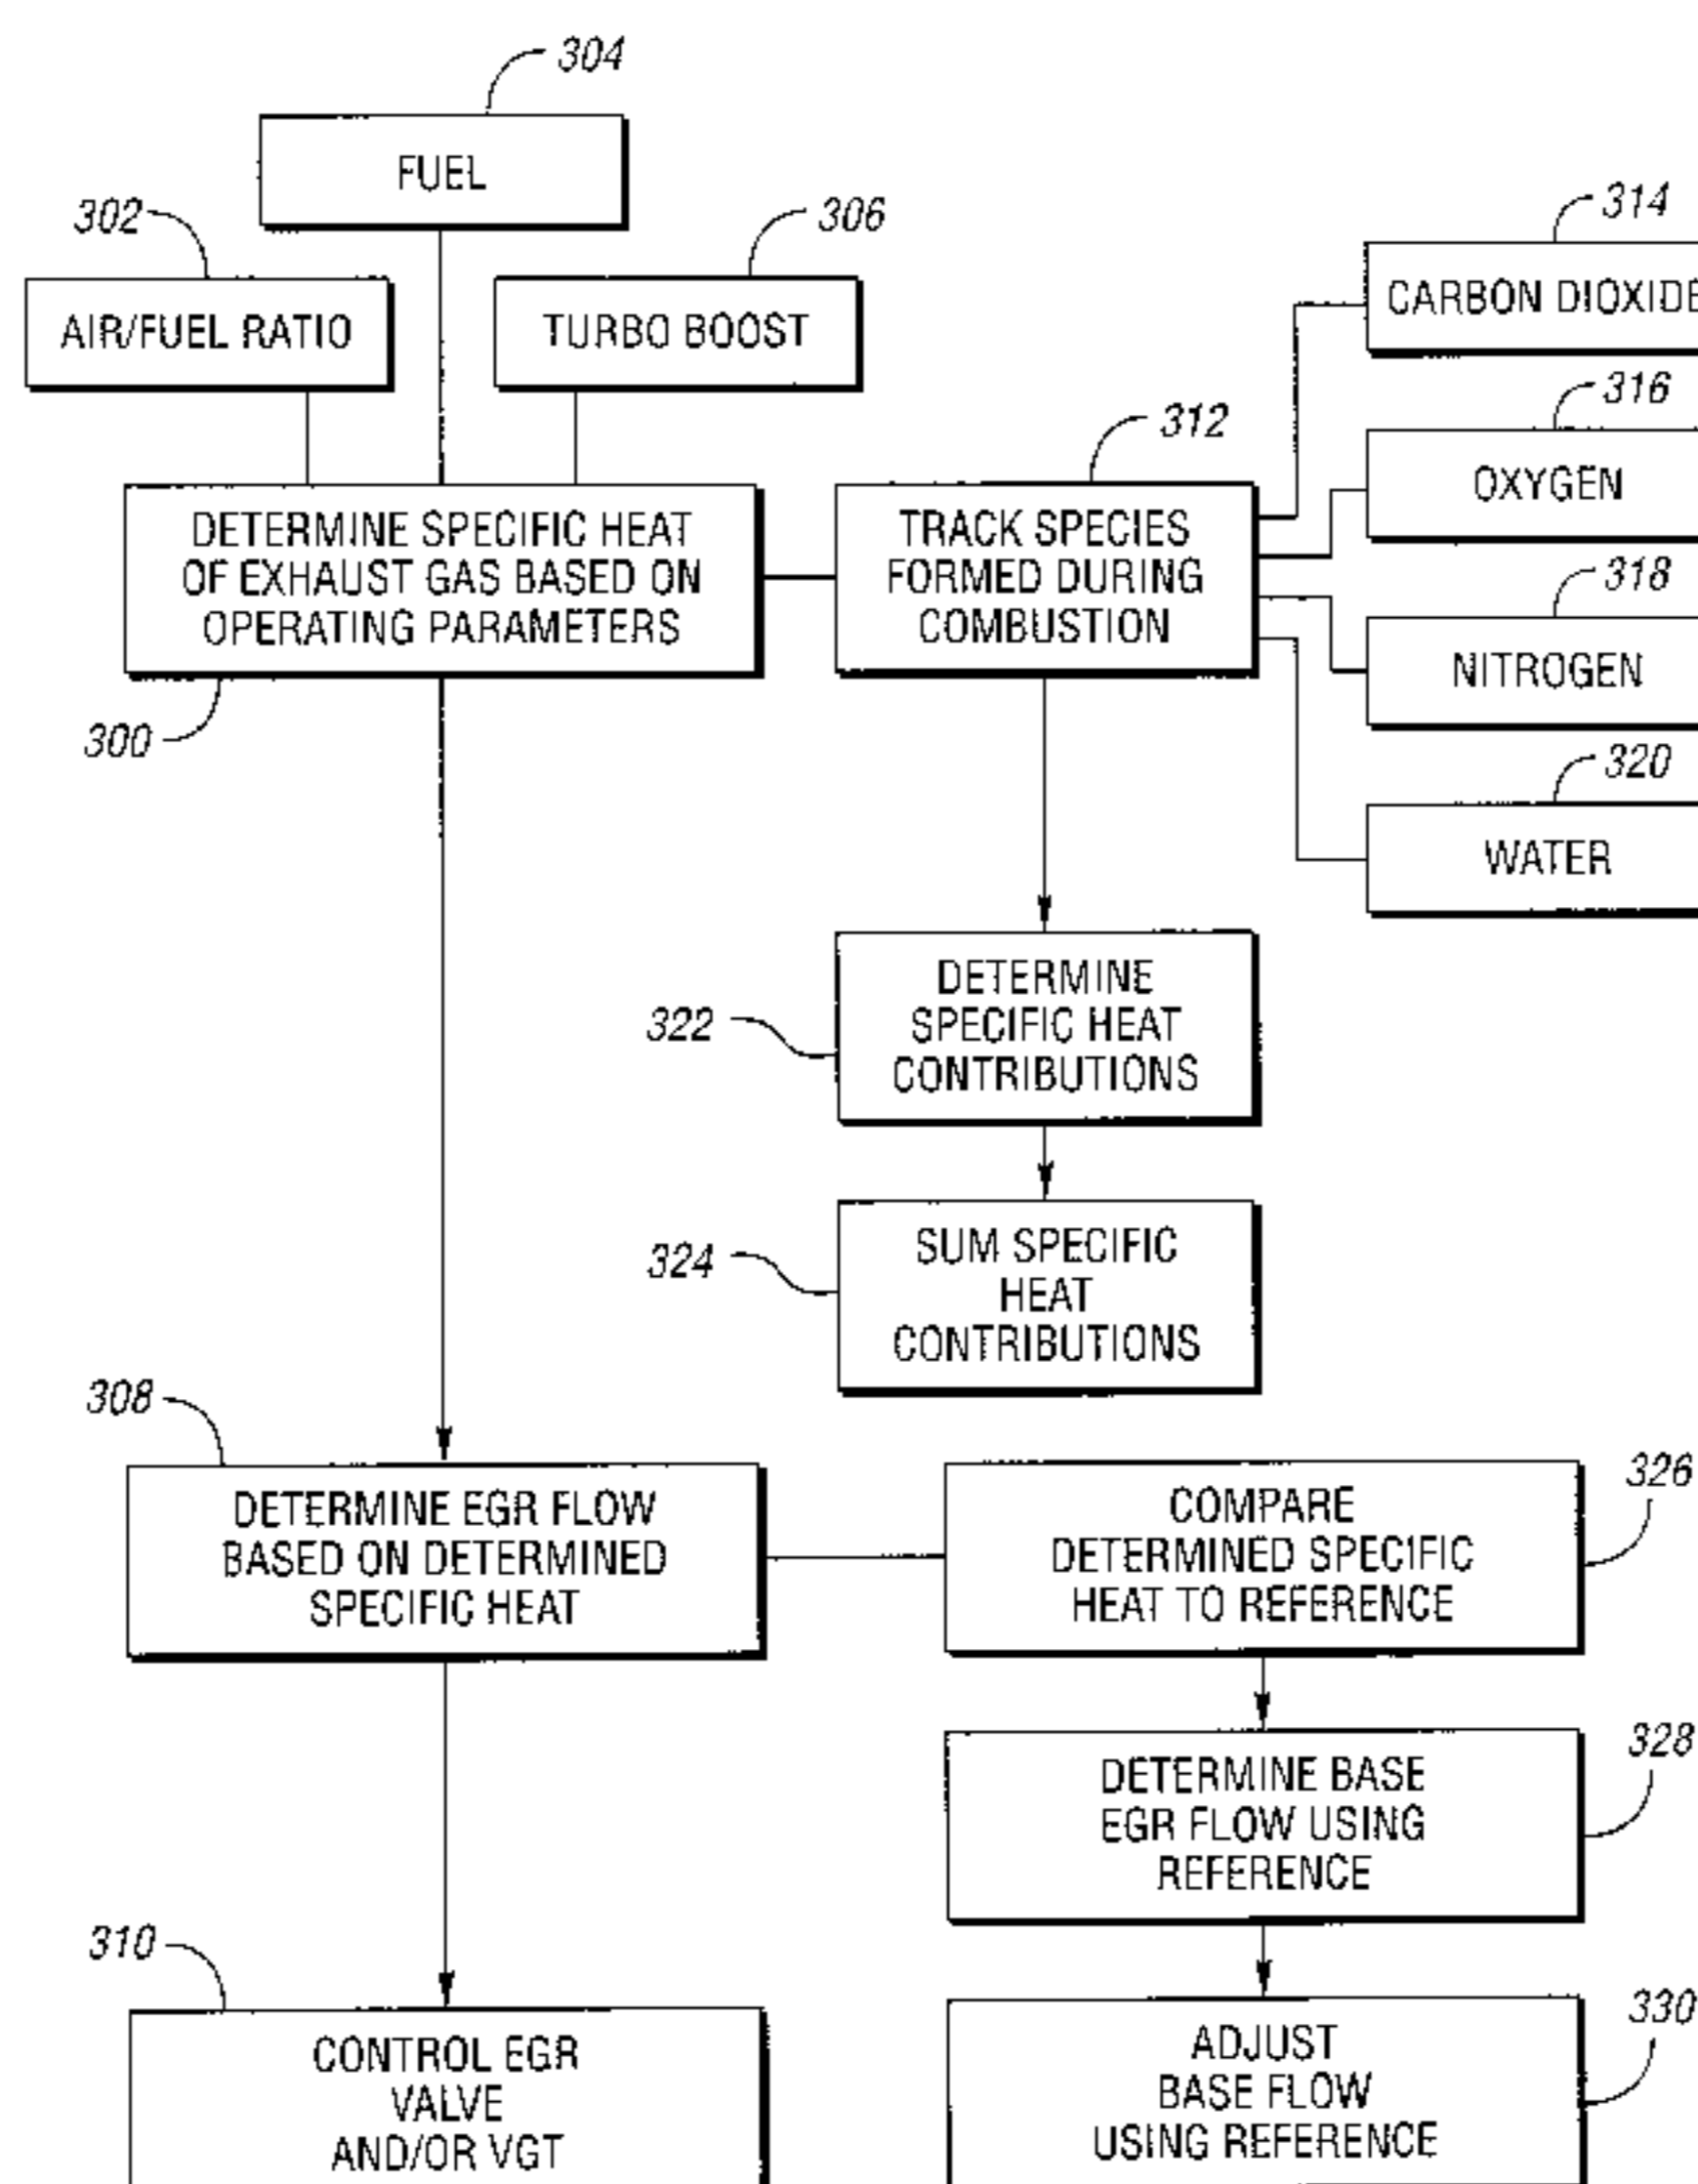 304
FUEL
302
306
314
AIR/FUEL RATIO
TURBO BOOST
CARBON DIOXIDE
316
312
OXYGEN
DETERMINE SPECIFIC HEAT
OF EXHAUST GAS BASED ON
OPERATING PARAMETERS
TRACK SPECIES
FORMED DURING
COMBUSTION
318
NITROGEN
300
320
WATER
322
DETERMINE
SPECIFIC HEAT
CONTRIBUTIONS
324
SUM SPECIFIC
HEAT
CONTRIBUTIONS
308
326
DETERMINE EGR FLOW
BASED ON DETERMINED
SPECIFIC HEAT
COMPARE
DETERMINED SPECIFIC
HEAT TO REFERENCE
328
DETERMINE BASE
EGR FLOW USING
REFERENCE
310
330
CONTROL EGR
VALVE
AND/OR VGT
ADJUST
BASE FLOW
USING REFERENCE